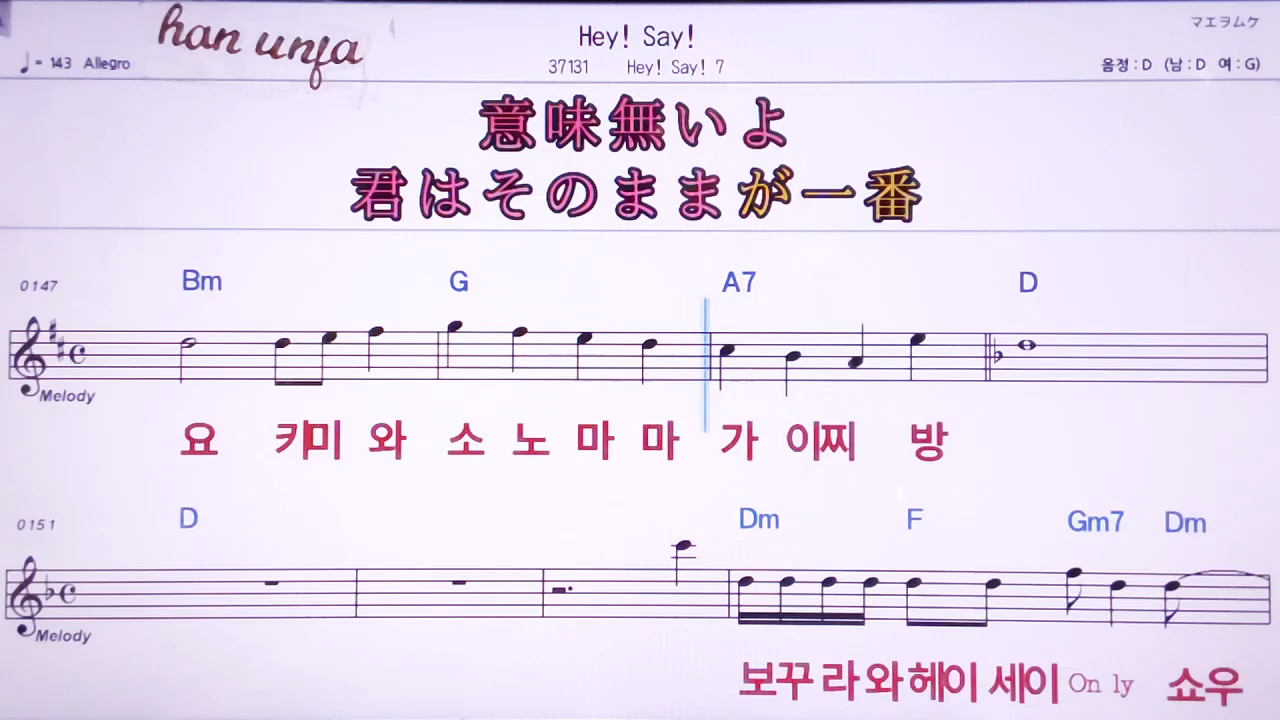 han unfa
Hey! Say!
マエヲムケ
♩= 143 Allegro
37131 Hey! Say! 7
음정:D (남:D 여:G)
意味無いよ
君はそのままが一番
0147 Bm G A7 D
Melody
요 키미 와 소 노 마 마 가 이찌 방
0151 D Dm F Gm7 Dm
Melody
보꾸 라 와 헤이 세이 On ly 쇼우